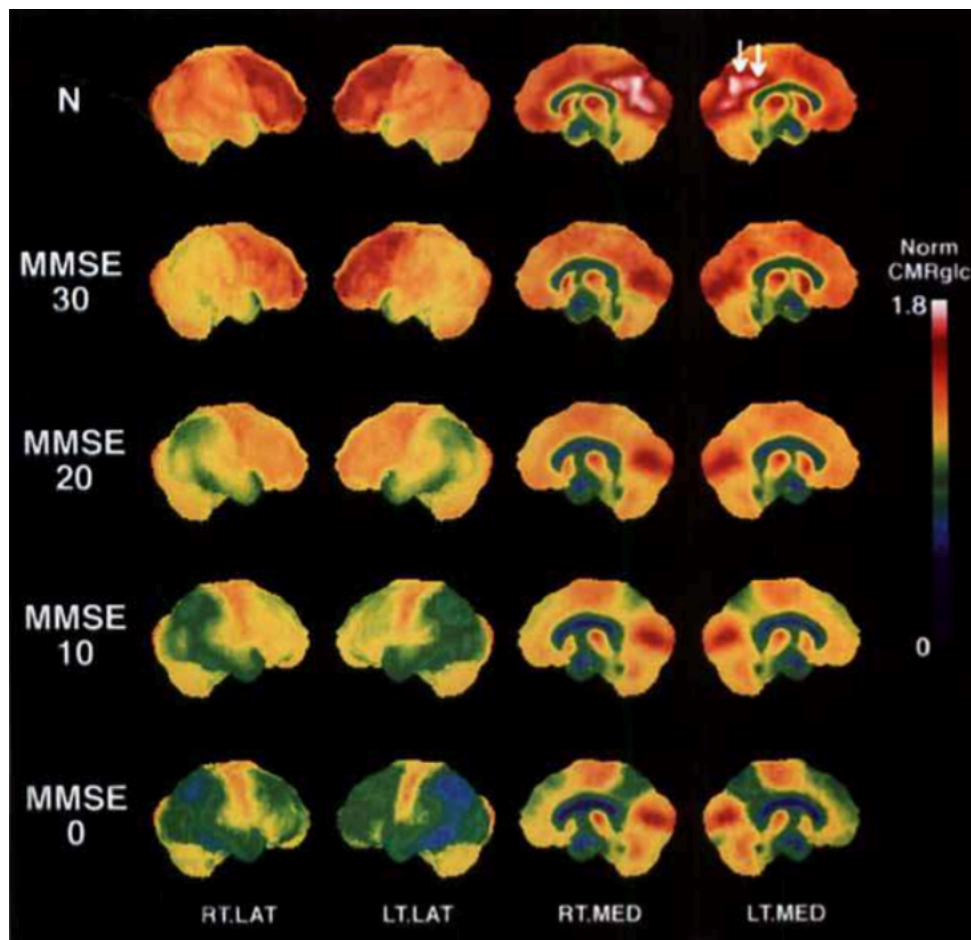 N
MMSE
30
Norm
CMRglc
1.8
MMSE
20
MMSE
10
0
MMSE
0
RT.LAT
LT.LAT
RT.MED
LT.MED